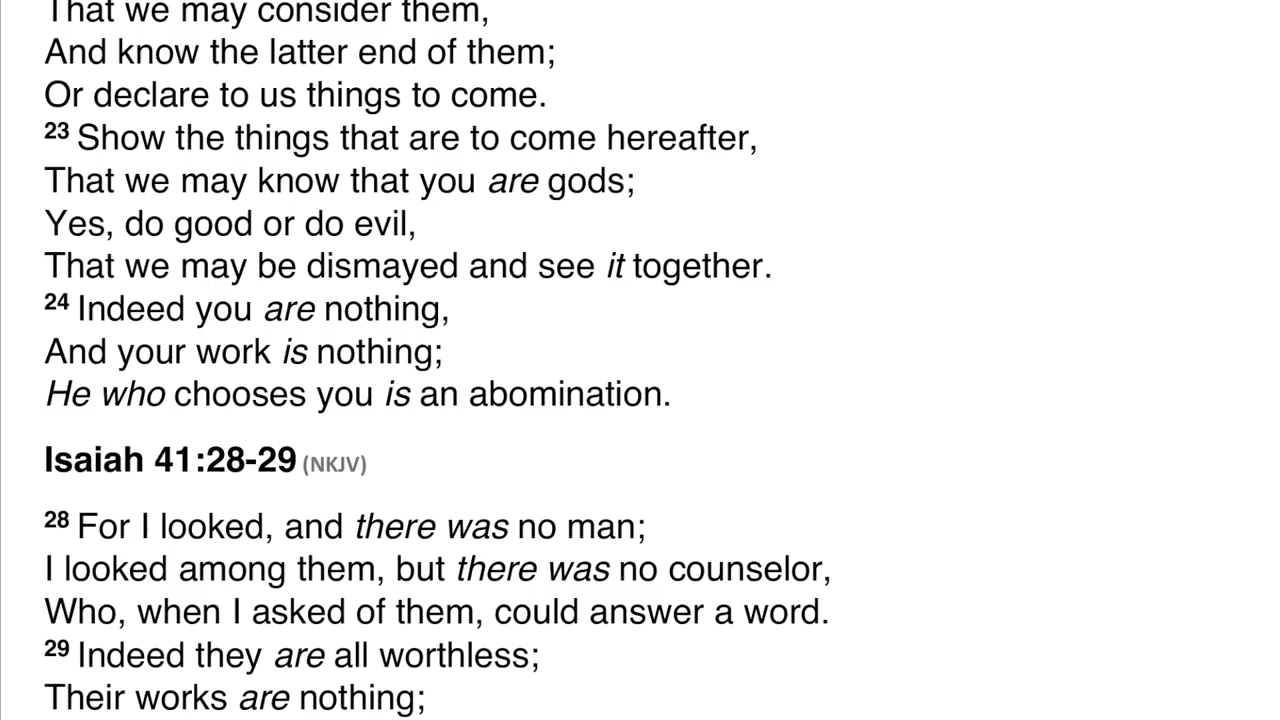 That we may consider them,
And know the latter end of them;
Or declare to us things to come.
23 Show the things that are to come hereafter,
That we may know that you are gods;
Yes, do good or do evil,
That we may be dismayed and see it together.
24 Indeed you are nothing,
And your work is nothing;
He who chooses you is an abomination.
Isaiah 41:28-29 (NKJV)
28 For I looked, and there was no man;
I looked among them, but there was no counselor,
Who, when I asked of them, could answer a word.
29 Indeed they are all worthless;
Their works are nothing;